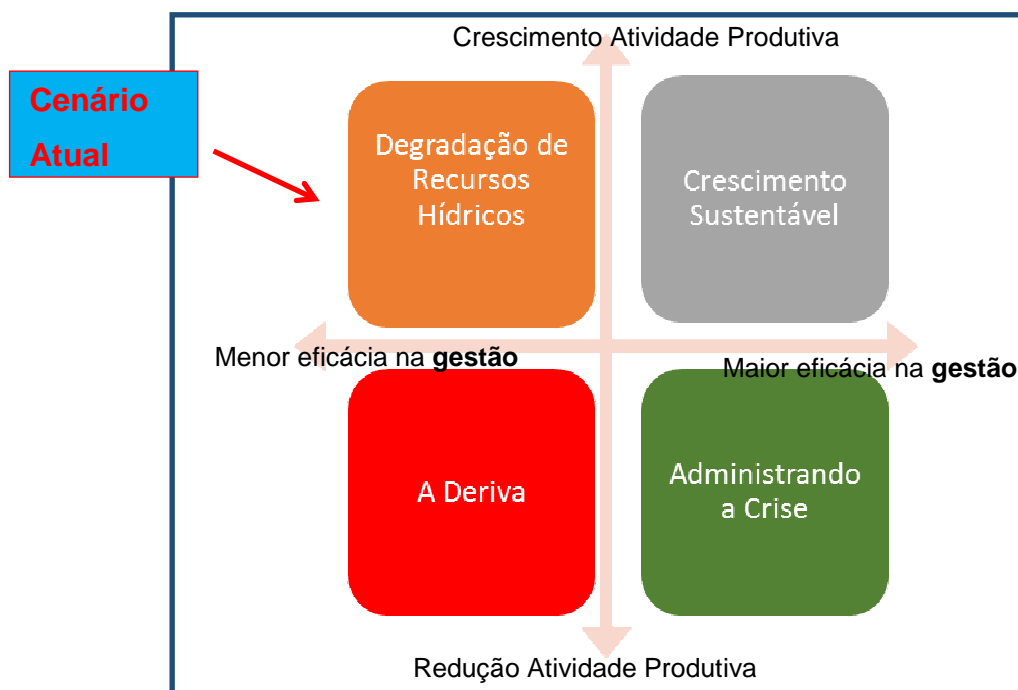 Crescimento Atividade Produtiva
Cenário
Atual
Degradação de
Recursos
Hídricos
Crescimento
Sustentável
Menor eficácia na gestão
Maior eficácia na gestão
A Deriva
Administrando
a Crise
Redução Atividade Produtiva